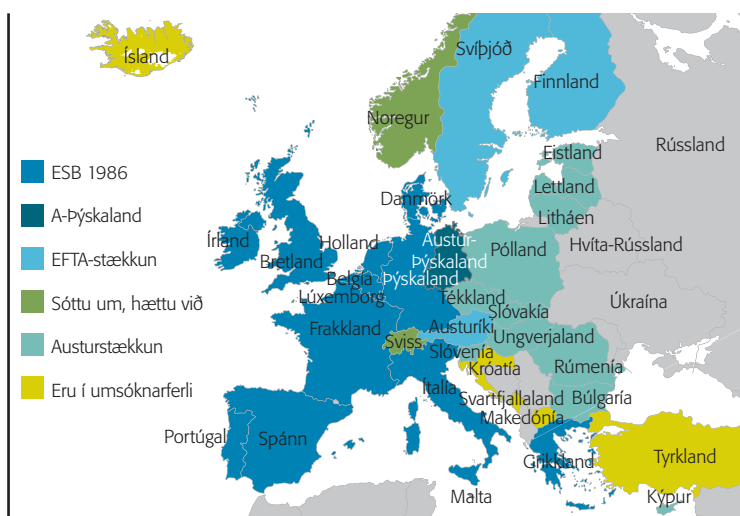 Ísland
Svíþjóð
Finnland
Noregur
Rússland
Eistland
ESB 1986
Lettland
Danmörk
A-Þýskaland
Litháen
Írland
Holland
Austur-
Þýskaland
Pólland
Hvíta-Rússland
EFTA-stækkun
Bretland
Belgía
Þýskaland
Lúxemborg
Tékkland
Sóttu um, hættu við
Slóvakía
Úkraína
Frakkland
Austuríki
Sviss
Ungverjaland
Austurstækkun
Slóvenía
Króatía
Rúmenía
Eru í umsóknarferli
Ítalía
Svartfjallaland
Búlgaría
Makedónía
Portúgal
Spánn
Grikkland
Tyrkland
Malta
Kýpur